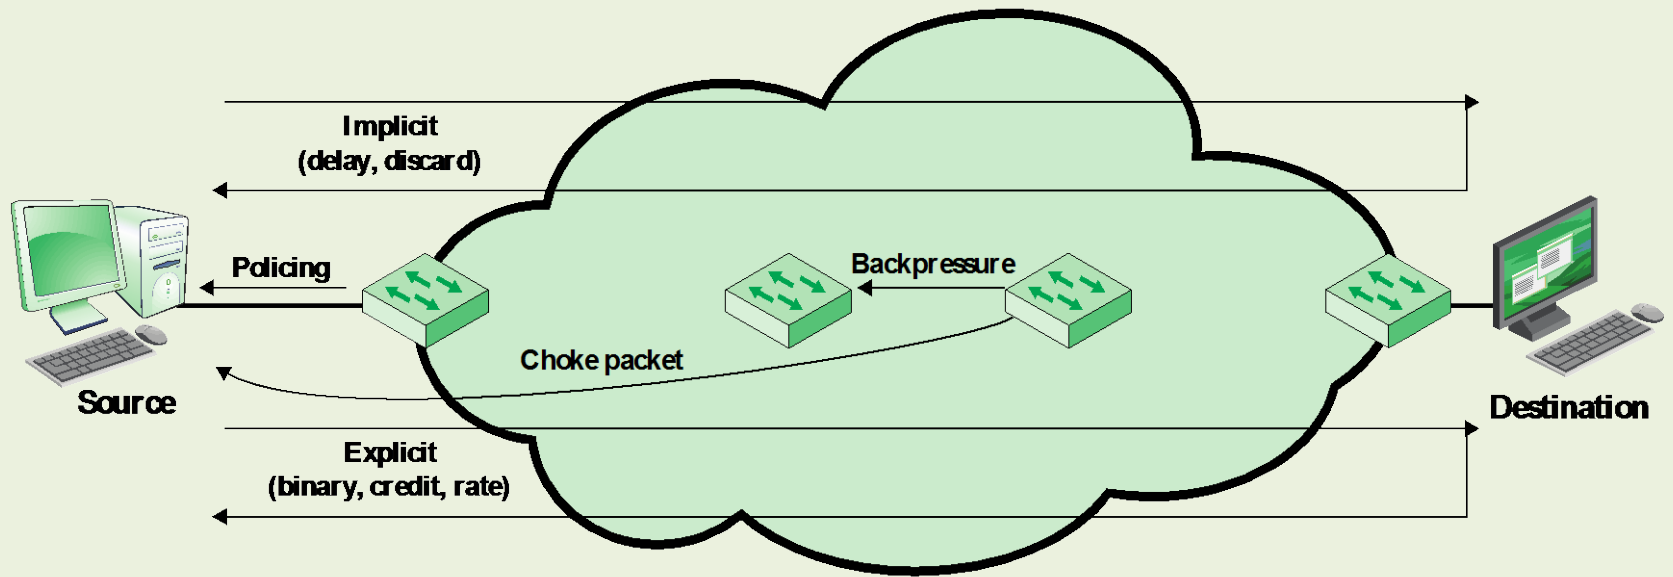 Implicit
(delay, discard)
Policing
Backpressure
Choke packet
Source
Destination
Explicit
(binary, credit, rate)